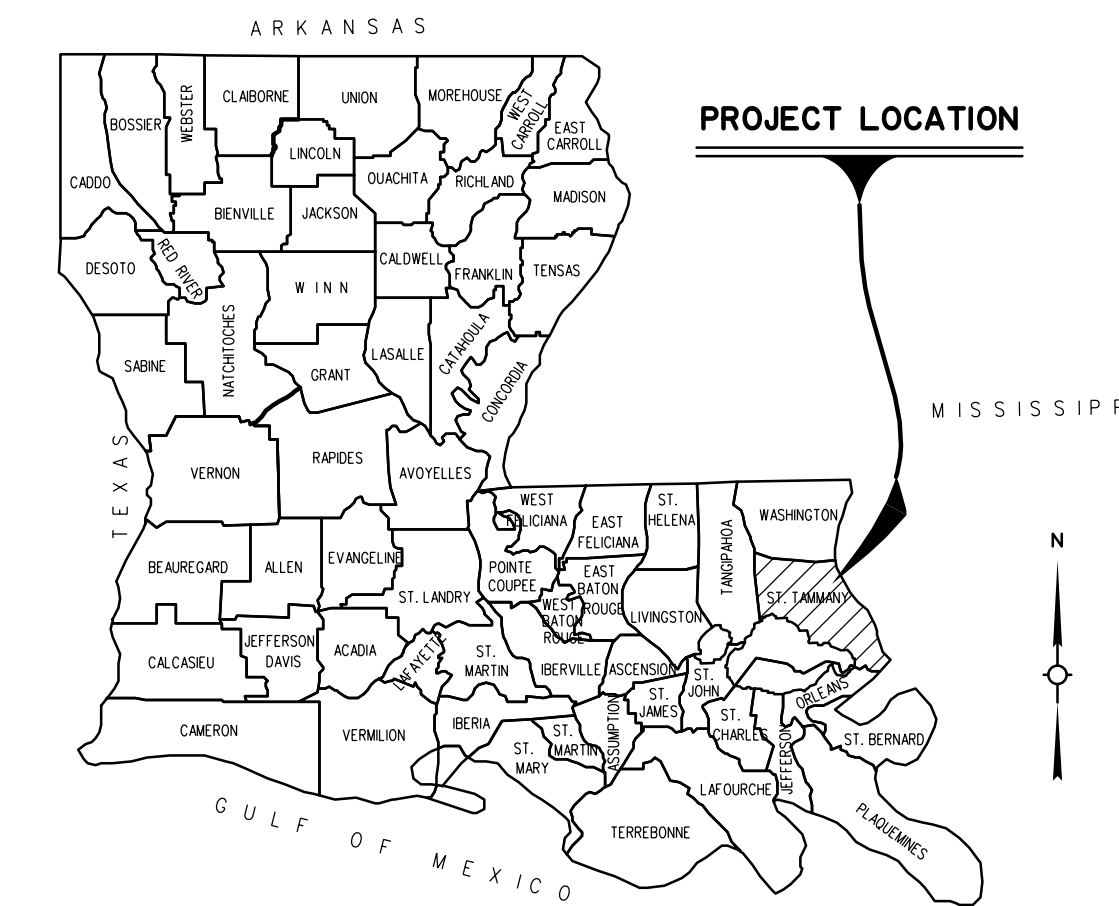 ARKANSAS
PROJECT LOCATION
CADDO
BOSSIER
WEBSTER
CLAIBORNE
UNION
MOREHOUSE
WEST
CARROLL
EAST
CARROLL
LINCOLN
OUACHITA
RICHLAND
MADISON
BIENVILLE
JACKSON
DESOTO
RED RIVER
CALDWELL
FRANKLIN
TENSAS
WINN
NATCHITOCHES
SABINE
GRANT
LASALLE
CATAHOULA
CONCORDIA
MISSISSIPP
TEXAS
VERNON
RAPIDES
AVOYELLES
WEST
FELICIANA
EAST
FELICIANA
ST.
HELENA
TANGIPAHOA
WASHINGTON
N
BEAUREGARD
ALLEN
EVANGELINE
ST. LANDRY
POINTE
COUPEE
EAST
BATON
ROUGE
WEST
BATON
ROUGE
LIVINGSTON
ST. TAMMANY
CALCASIEU
JEFFERSON
DAVIS
ACADIA
LAFAYETTE
ST.
MARTIN
IBERVILLE
ASCENSION
ST.
JOHN
ST.
JAMES
ORLEANS
CAMERON
VERMILION
IBERIA
ST.
MARTIN
ST.
MARY
ASSUMPTION
ST.
CHARLES
JEFFERSON
ST. BERNARD
LAFOURCHE
TERREBONNE
PLAQUEMINES
GULF OF MEXICO